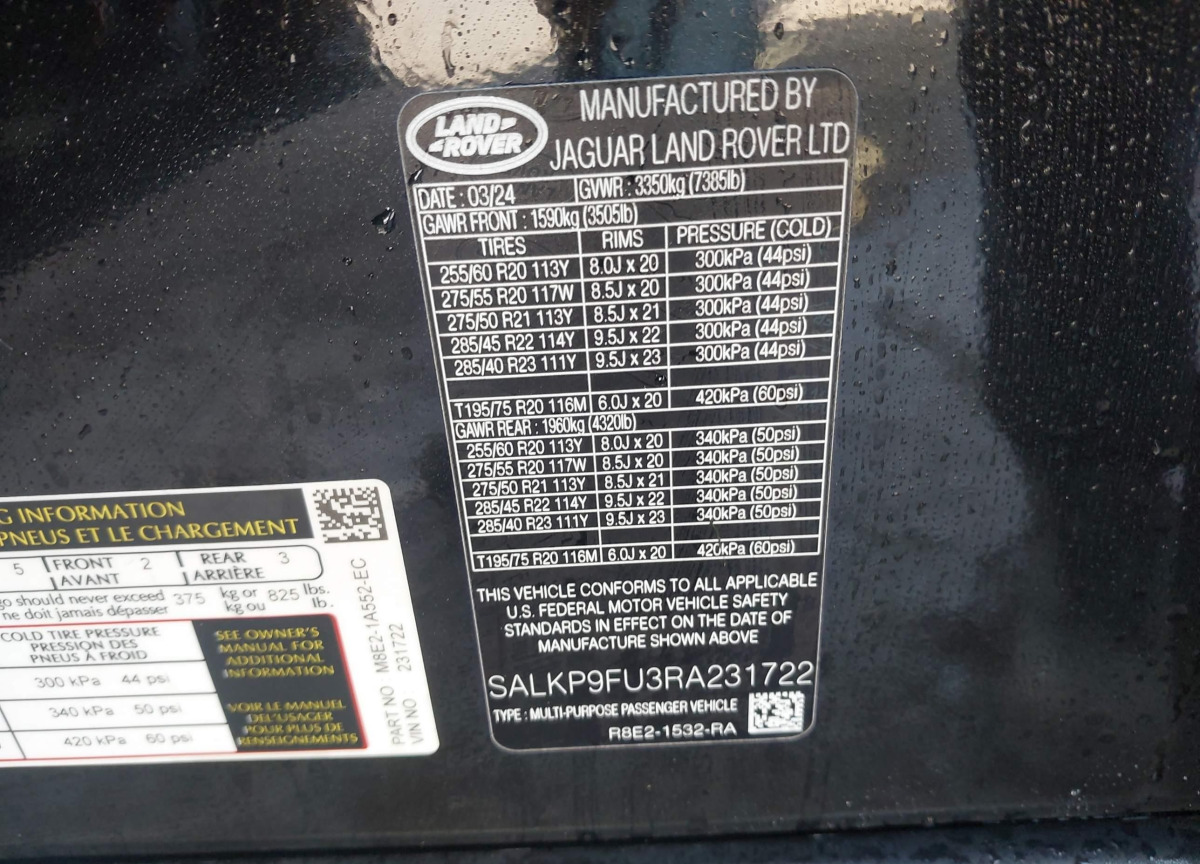 LAND-
-ROVER
MANUFACTURED BY
JAGUAR LAND ROVER LTD
DATE : 03/24 GVWR : 3350kg (7385lb)
GAWR FRONT : 1590kg (3505lb)
TIRES RIMS PRESSURE (COLD)
255/60 R20 113Y 8.0J x 20 300kPa (44psi)
275/55 R20 117W 8.5J x 20 300kPa (44psi)
275/50 R21 113Y 8.5J x 21 300kPa (44psi)
285/45 R22 114Y 9.5J x 22 300kPa (44psi)
285/40 R23 111Y 9.5J x 23 300kPa (44psi)
T195/75 R20 116M 6.0J x 20 420kPa (60psi)
GAWR REAR : 1960kg (4320lb)
255/60 R20 113Y 8.0J x 20 340kPa (50psi)
275/55 R20 117W 8.5J x 20 340kPa (50psi)
275/50 R21 113Y 8.5J x 21 340kPa (50psi)
285/45 R22 114Y 9.5J x 22 340kPa (50psi)
285/40 R23 111Y 9.5J x 23 340kPa (50psi)
T195/75 R20 116M 6.0J x 20 420kPa (60psi)
THIS VEHICLE CONFORMS TO ALL APPLICABLE
U.S. FEDERAL MOTOR VEHICLE SAFETY
STANDARDS IN EFFECT ON THE DATE OF
MANUFACTURE SHOWN ABOVE
SALKP9FU3RA231722
TYPE : MULTI-PURPOSE PASSENGER VEHICLE
R8E2-1532-RA
G INFORMATION
PNEUS ET LE CHARGEMENT
5 FRONT 2 REAR 3
AVANT ARRIÈRE
go should never exceed 375 kg or 825 lbs.
ne doit jamais dépasser kg ou lb.
COLD TIRE PRESSURE
PRESSION DES
PNEUS À FROID
300 kPa 44 psi
340 kPa 50 psi
420 kPa 60 psi
SEE OWNER'S
MANUAL FOR
ADDITIONAL
INFORMATION
VOIR LE MANUEL
DE L'USAGER
POUR PLUS DE
RENSEIGNEMENTS
PART NO M8E2-1A552-EC
VIN NO 231722